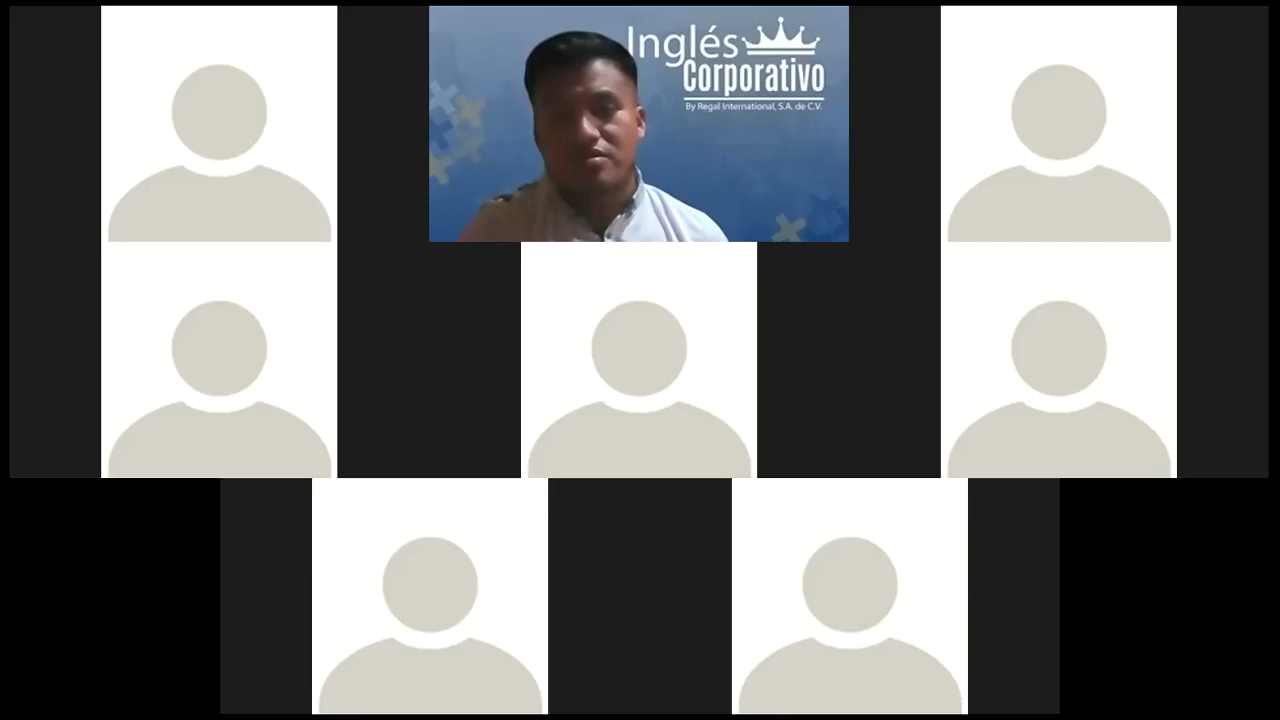 Inglés
Corporativo
By Regal International, S.A. de C.V.